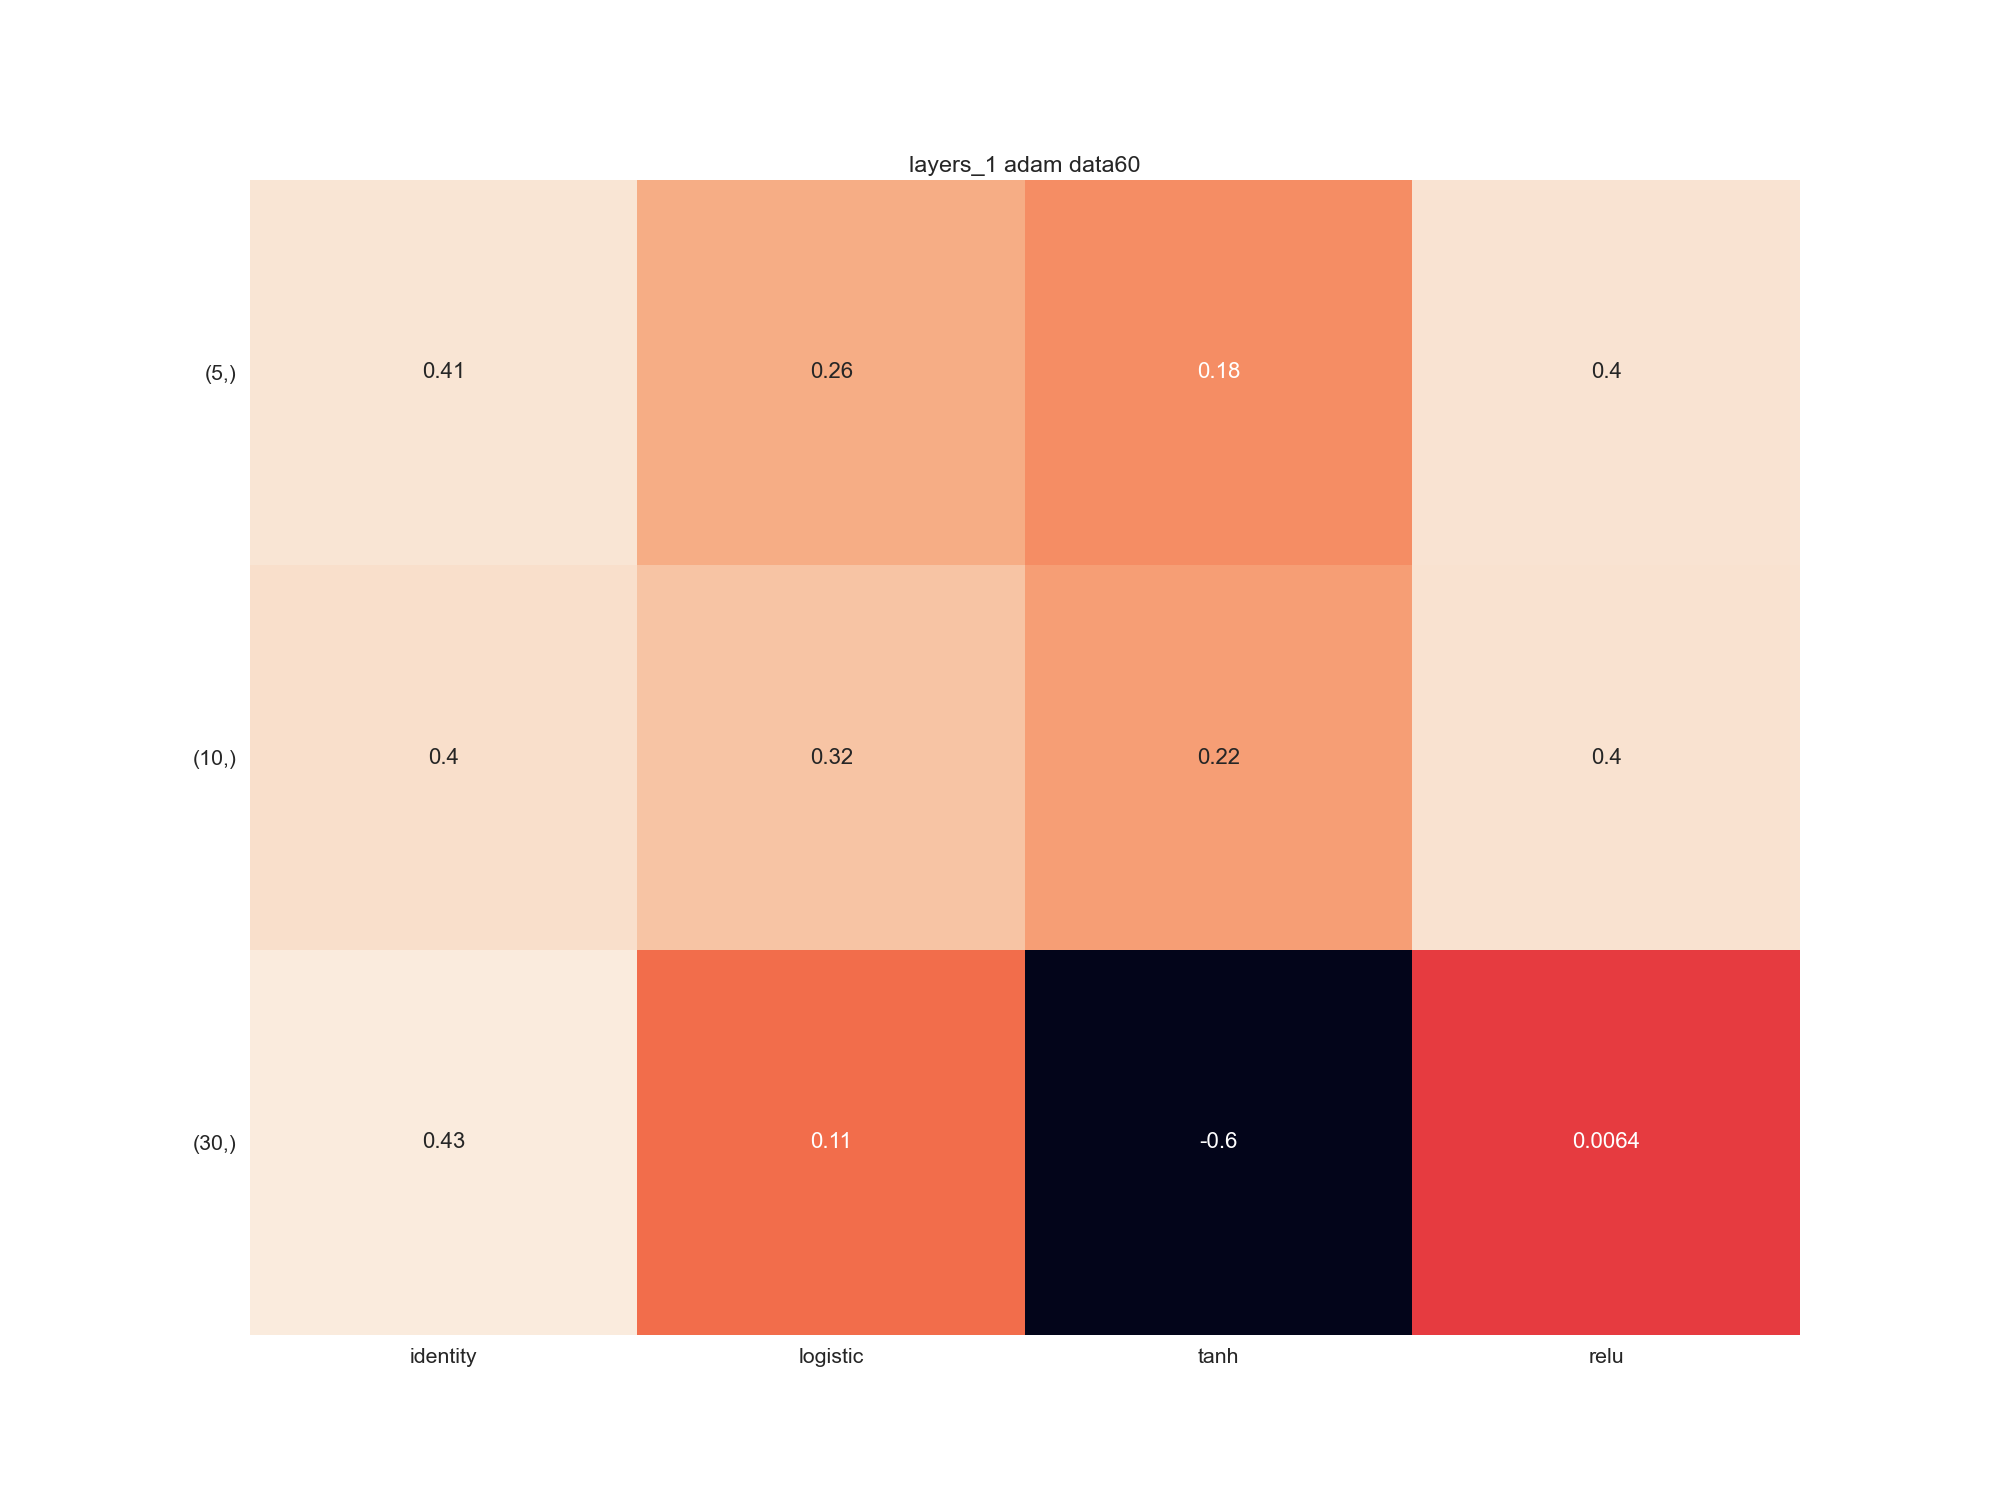 layers_1 adam data60
(5,) 0.41 0.26 0.18 0.4
(10,) 0.4 0.32 0.22 0.4
(30,) 0.43 0.11 -0.6 0.0064
identity logistic tanh relu